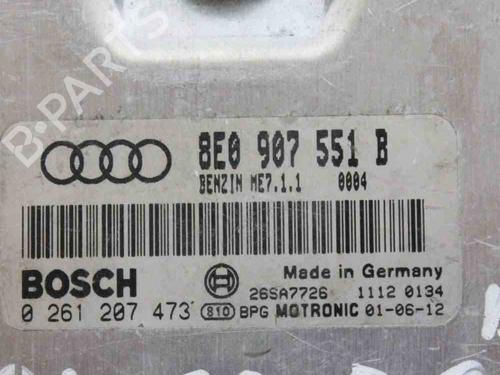 8E0 907 551 B
BENZIN ME7.1.1 0004
BOSCH
Made in Germany
26SA7726 1112 0134
0 261 207 473 810 BPG MOTRONIC 01-06-12
B-PARTS